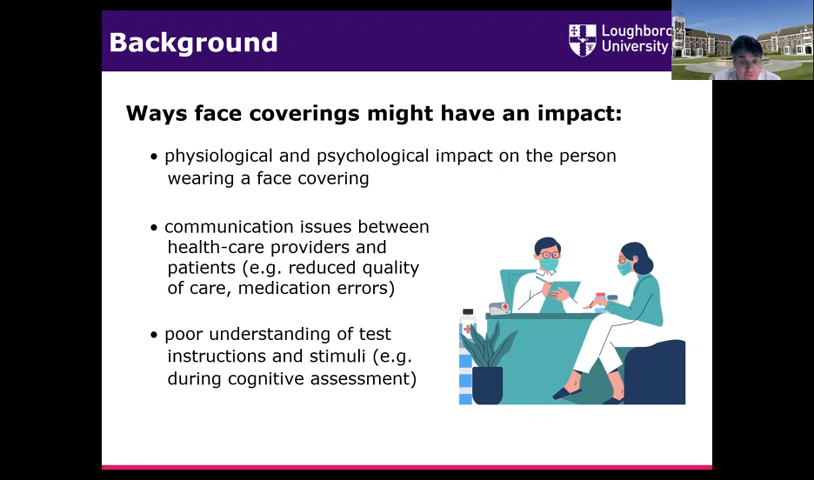 Background
Loughboro
University
Ways face coverings might have an impact:
• physiological and psychological impact on the person
wearing a face covering
• communication issues between
health-care providers and
patients (e.g. reduced quality
of care, medication errors)
• poor understanding of test
instructions and stimuli (e.g.
during cognitive assessment)